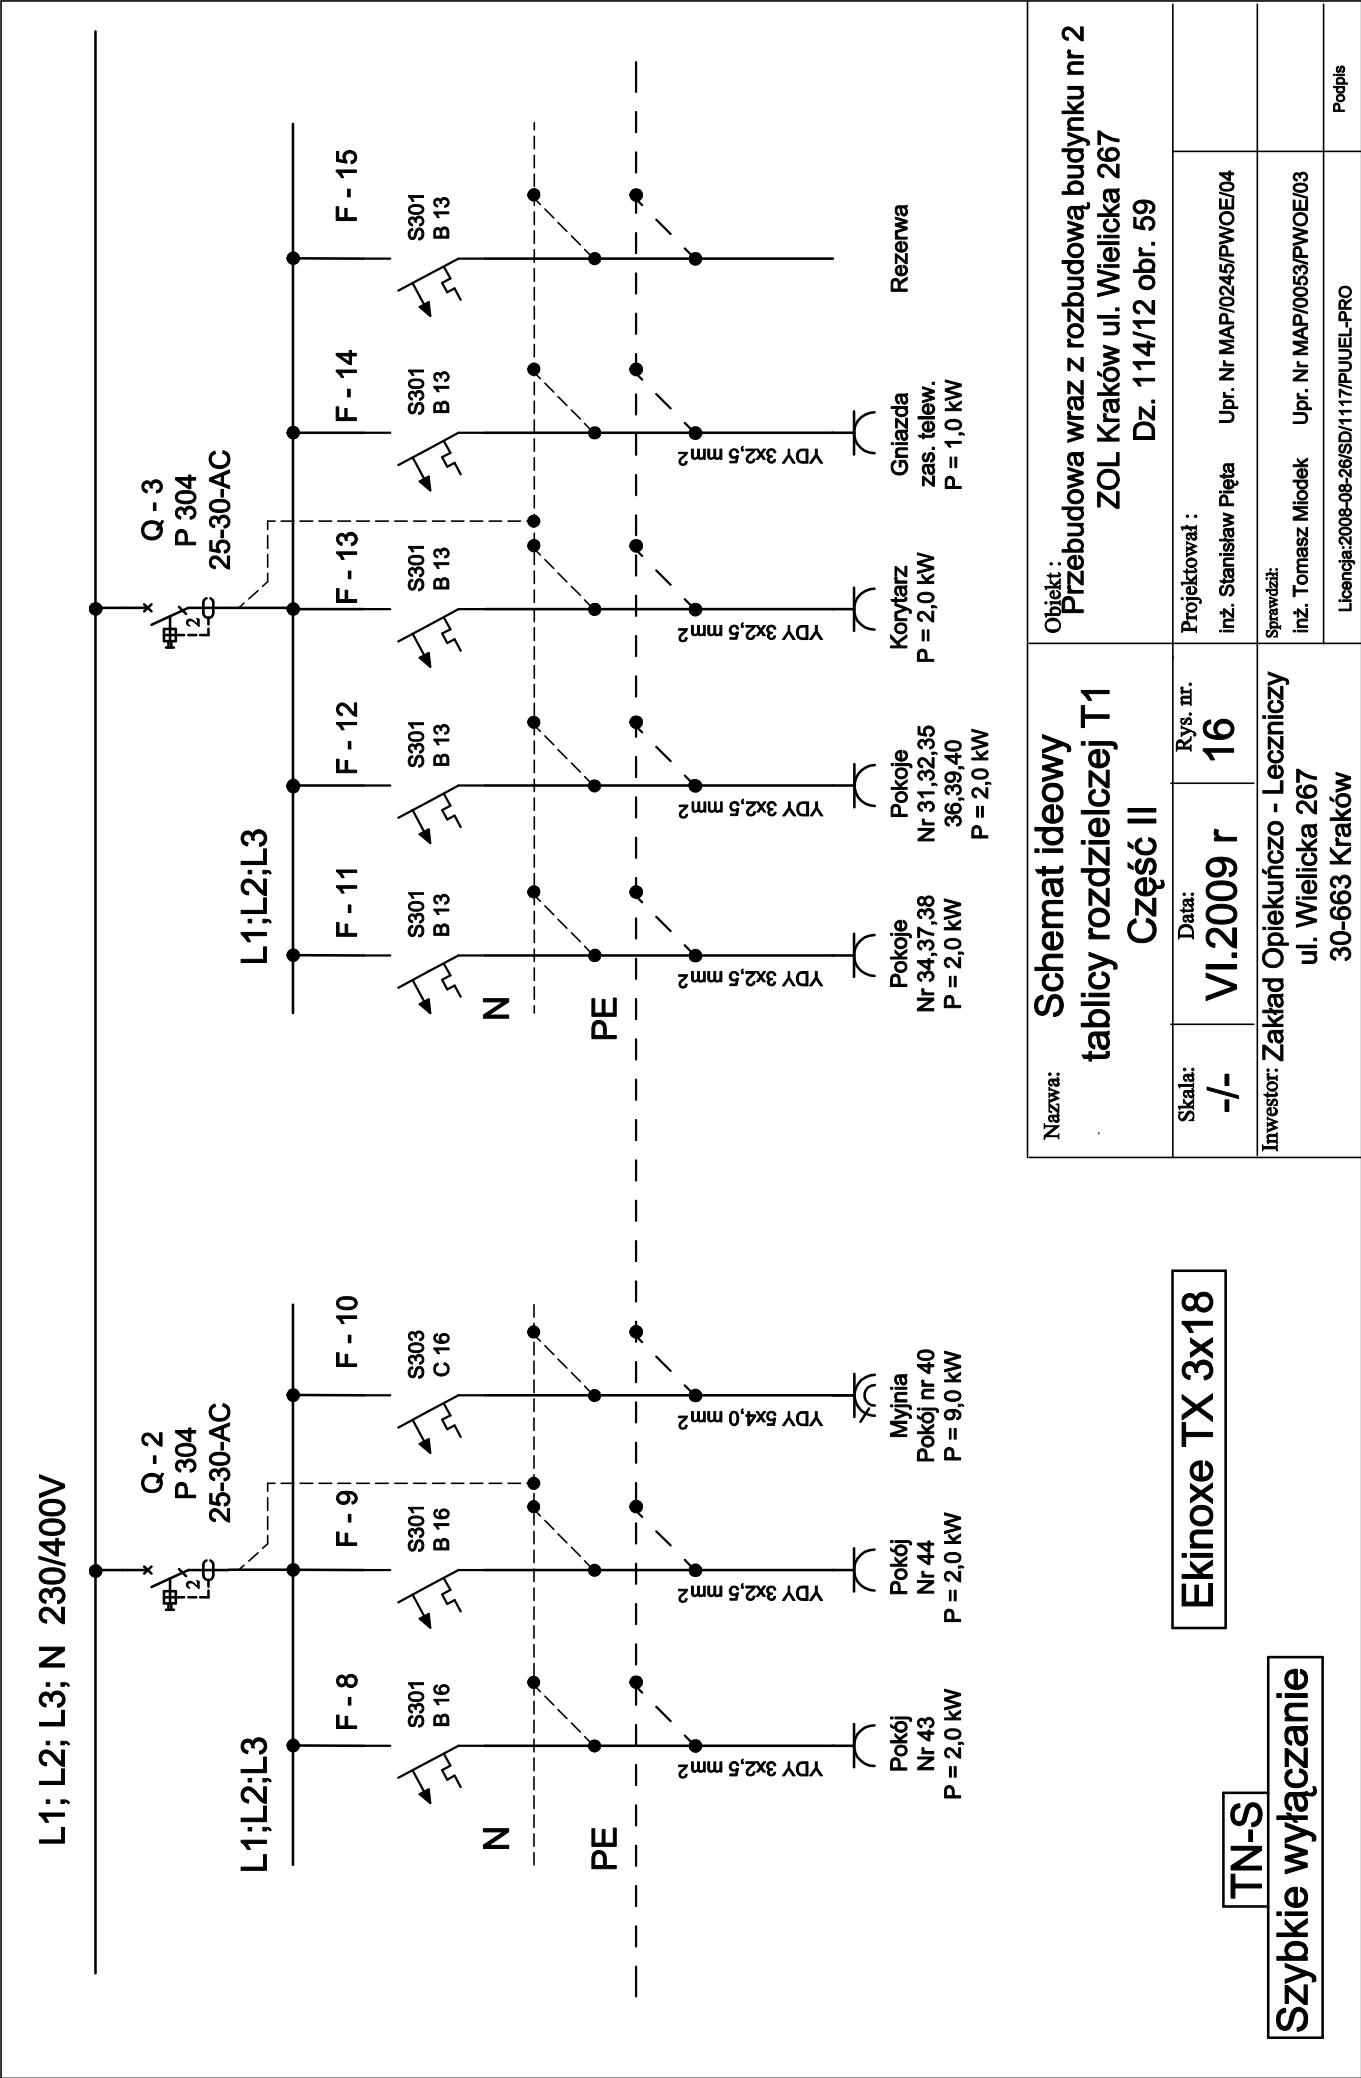 L1; L2; L3; N 230/400V
Q - 2
P 304
25-30-AC
2
L1;L2;L3
F - 8
S301
B 16
F - 9
S301
B 16
F - 10
S303
C 16
N
PE
YDY 3x2,5 mm²
YDY 3x2,5 mm²
YDY 5x4,0 mm²
Pokój
Nr 43
P = 2,0 kW
Pokój
Nr 44
P = 2,0 kW
Myjnia
Pokój nr 40
P = 9,0 kW
Q - 3
P 304
25-30-AC
2
L1;L2;L3
F - 11
S301
B 13
F - 12
S301
B 13
F - 13
S301
B 13
F - 14
S301
B 13
F - 15
S301
B 13
N
PE
YDY 3x2,5 mm²
YDY 3x2,5 mm²
YDY 3x2,5 mm²
YDY 3x2,5 mm²
Pokoje
Nr 34,37,38
P = 2,0 kW
Pokoje
Nr 31,32,35
36,39,40
P = 2,0 kW
Korytarz
P = 2,0 kW
Gniazda
zas. telew.
P = 1,0 kW
Rezerwa
TN-S
Szybkie wyłączanie
Ekinoxe TX 3x18
Nazwa:
Schemat ideowy
tablicy rozdzielczej T1
Część II
Skala:
-/-
Data:
VI.2009 r
Rys. nr.
16
Inwestor: Zakład Opiekuńczo - Leczniczy
ul. Wielicka 267
30-663 Kraków
Objekt :
Przebudowa wraz z rozbudową budynku nr 2
ZOL Kraków ul. Wielicka 267
Dz. 114/12 obr. 59
Projektował :
inż. Stanisław Pięta Upr. Nr MAP/0245/PWOE/04
Sprawdził:
inż. Tomasz Miodek Upr. Nr MAP/0053/PWOE/03
Licencja:2008-08-26/SD/1117/PUUEL-PRO
Podpis